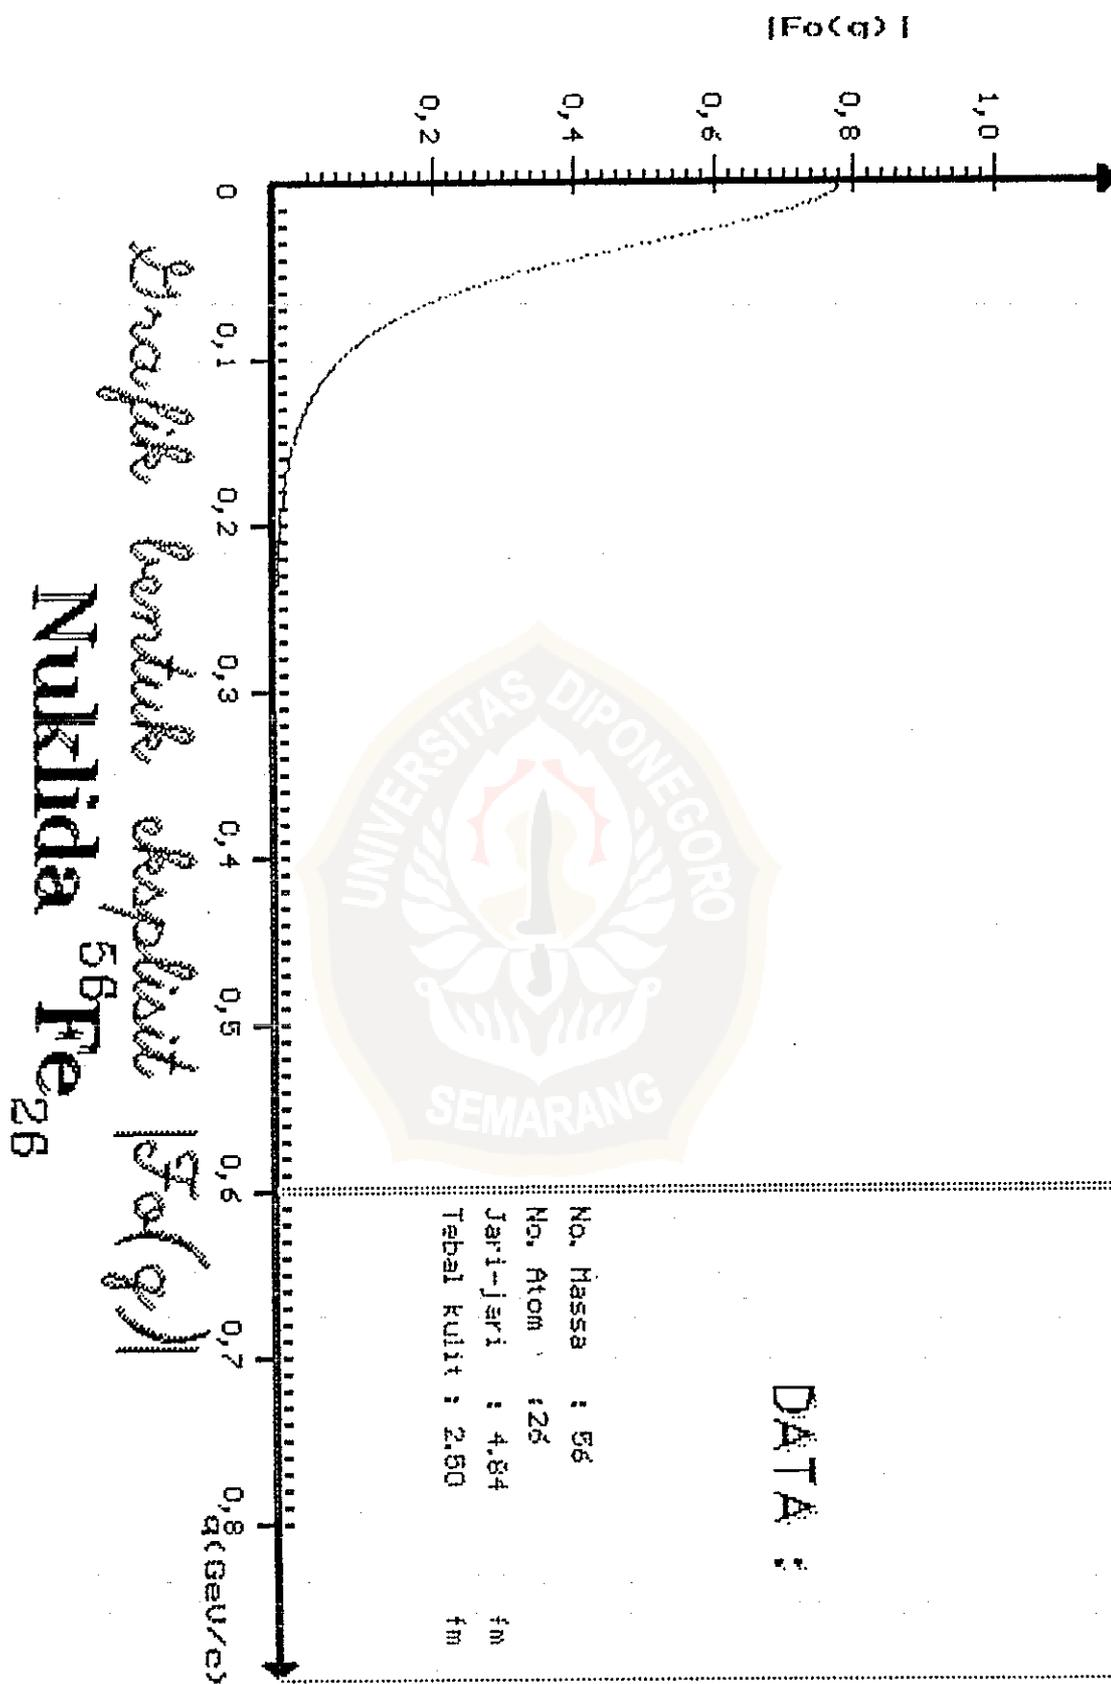 |Fo(q)|
1,0
0,8
0,6
0,4
0,2
0
0,1
0,2
0,3
0,4
0,5
0,6
0,7
0,8
q(GeV/c)
DATA :
No. Massa : 56
No. Atom :26
Jari-jari : 4.84 fm
Tebal Kulit : 2.50 fm
Grafik bentuk eksplisit |Fo(q)|
Nuklida 56Fe26
UNIVERSITAS DIPONEGORO
SEMARANG